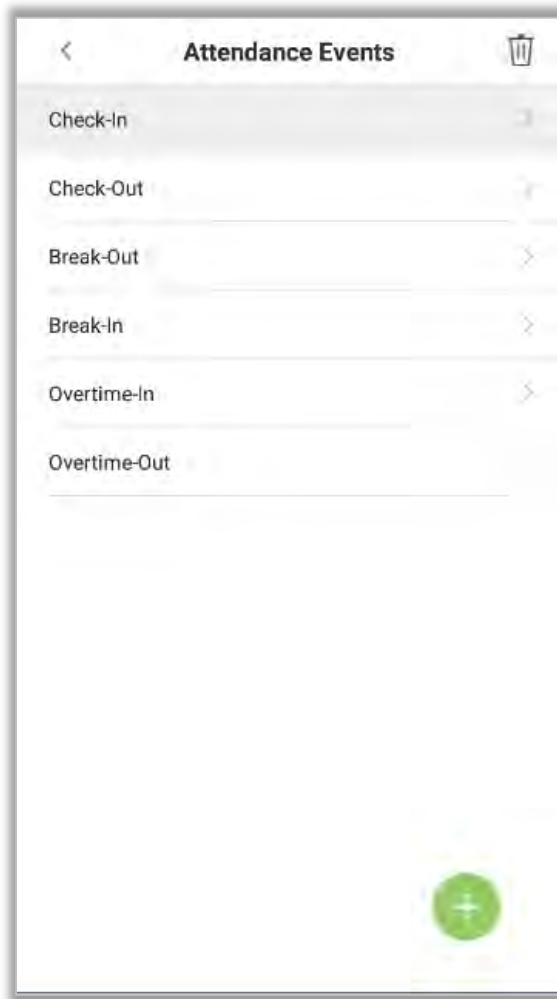 Attendance Events
Check-In
Check-Out
Break-Out
Break-In
Overtime-In
Overtime-Out